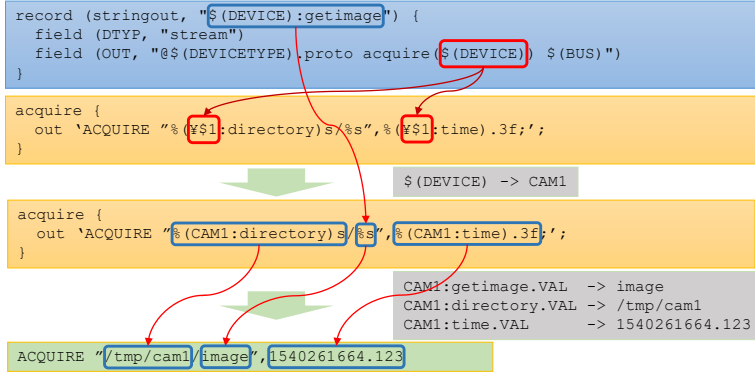 record (stringout, "$(DEVICE):getimage") {
  field (DTYP, "stream")
  field (OUT, "@$(DEVICETYPE).proto acquire($(DEVICE)) $(BUS)")
}
acquire {
  out ‘ACQUIRE ”%(¥$1:directory)s/%s”,%(¥$1:time).3f;’;
}
$(DEVICE) -> CAM1
acquire {
  out ‘ACQUIRE ”%(CAM1:directory)s/%s”,%(CAM1:time).3f;’;
}
CAM1:getimage.VAL  -> image
CAM1:directory.VAL -> /tmp/cam1
CAM1:time.VAL      -> 1540261664.123
ACQUIRE ”/tmp/cam1/image”,1540261664.123